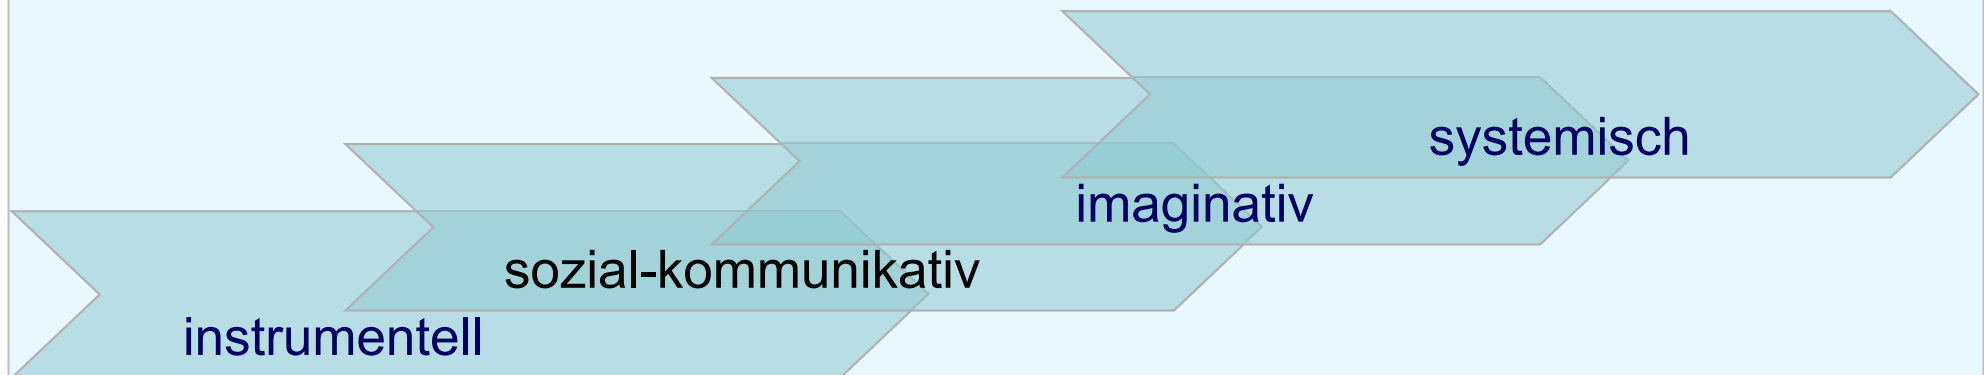 systemisch
imaginativ
sozial-kommunikativ
instrumentell